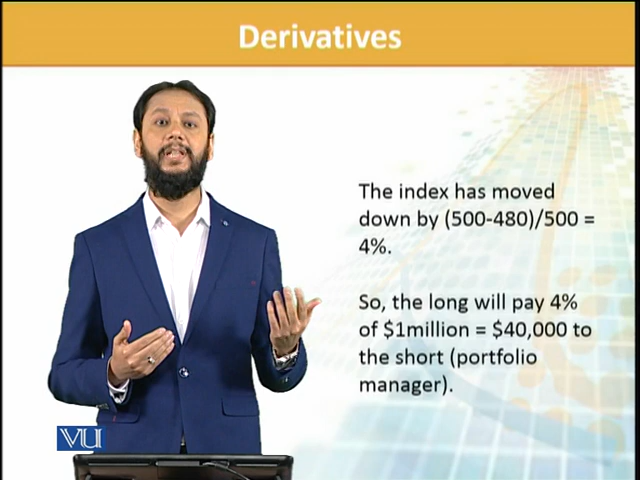 Derivatives
The index has moved
down by (500-480)/500 =
4%.
So, the long will pay 4%
of $1million = $40,000 to
the short (portfolio
manager).
VU